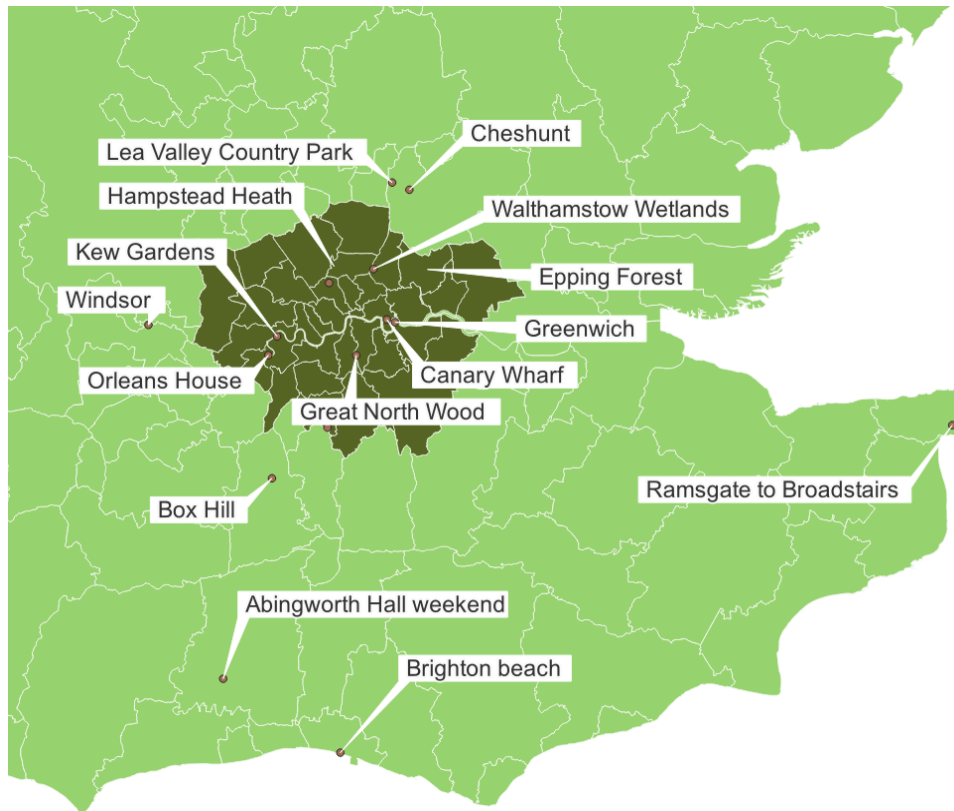 Cheshunt
Lea Valley Country Park
Hampstead Heath
Walthamstow Wetlands
Kew Gardens
Epping Forest
Windsor
Greenwich
Orleans House
Canary Wharf
Great North Wood
Ramsgate to Broadstairs
Box Hill
Abingworth Hall weekend
Brighton beach